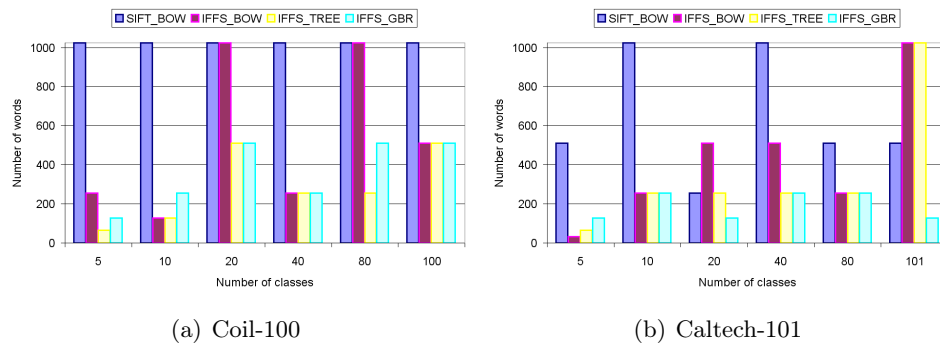 SIFT_BOW IFFS_BOW IFFS_TREE IFFS_GBR
1000
800
600
400
200
0
Number of words
5 10 20 40 80 100
Number of classes
(a) Coil-100
SIFT_BOW IFFS_BOW IFFS_TREE IFFS_GBR
1000
800
600
400
200
0
Number of words
5 10 20 40 80 101
Number of classes
(b) Caltech-101